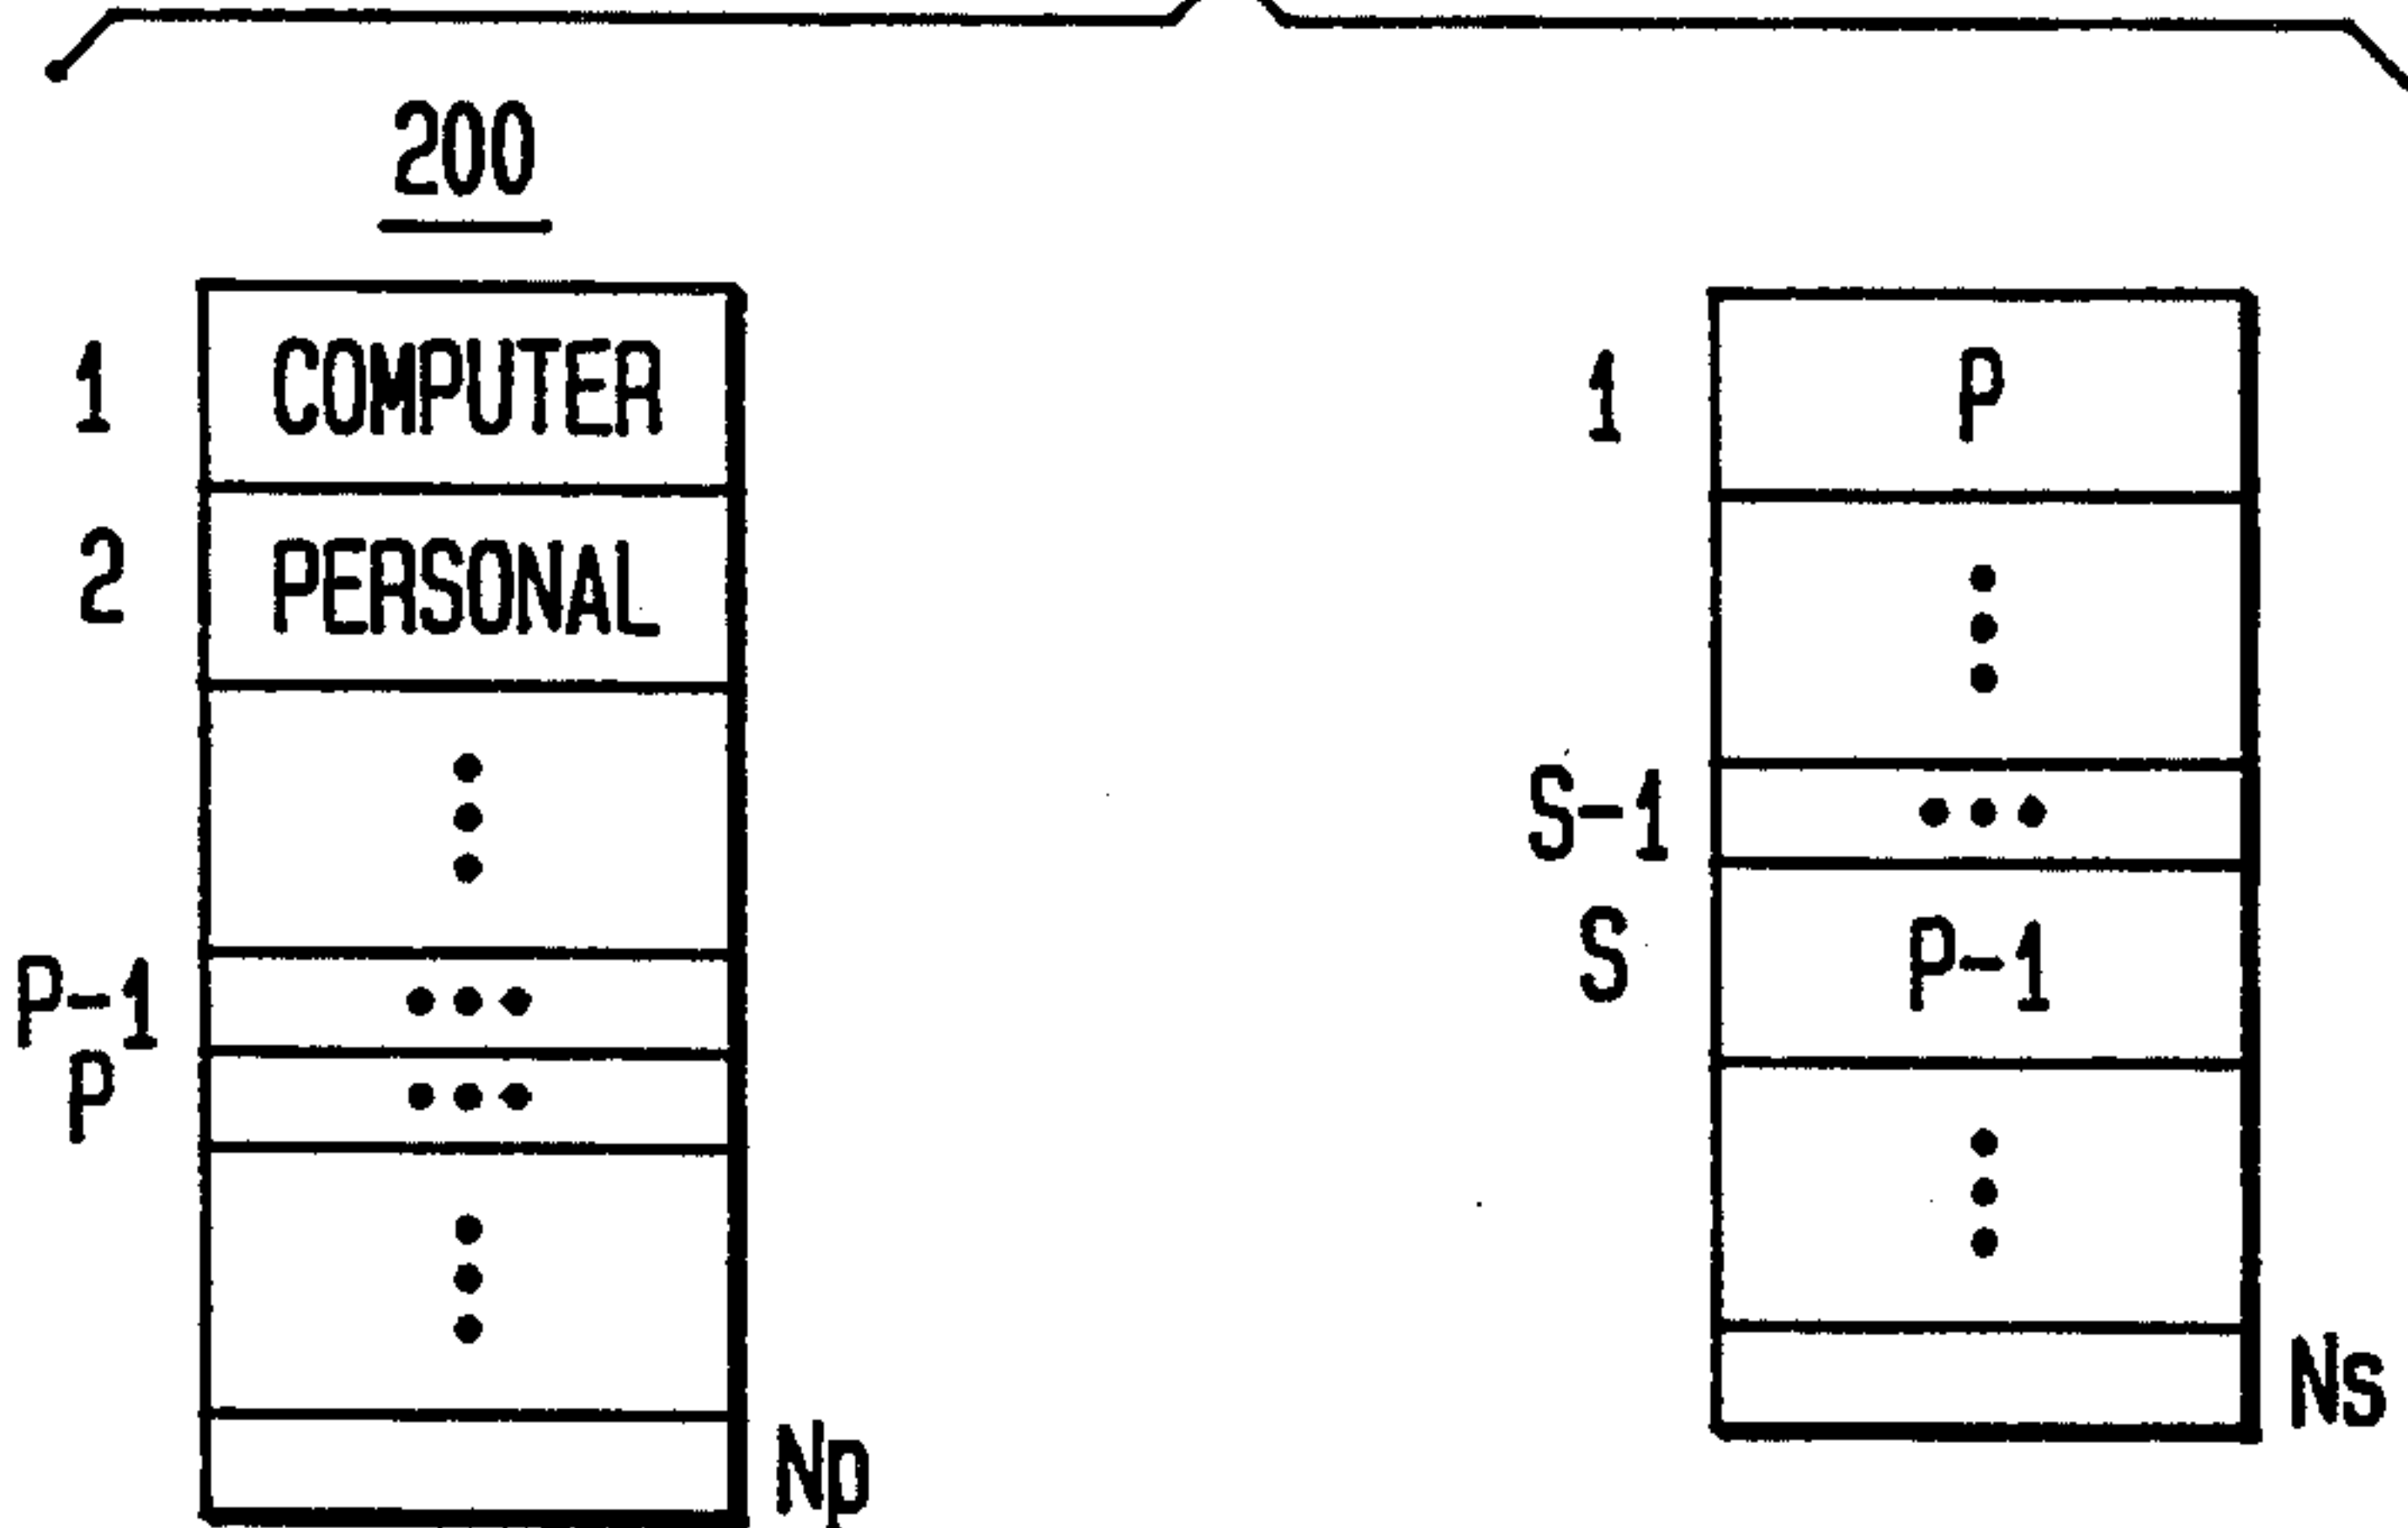 200
1 COMPUTER
2 PERSONAL
P-1 •••
P •••
Np
1 P
S-1 •••
S P-1
Ns